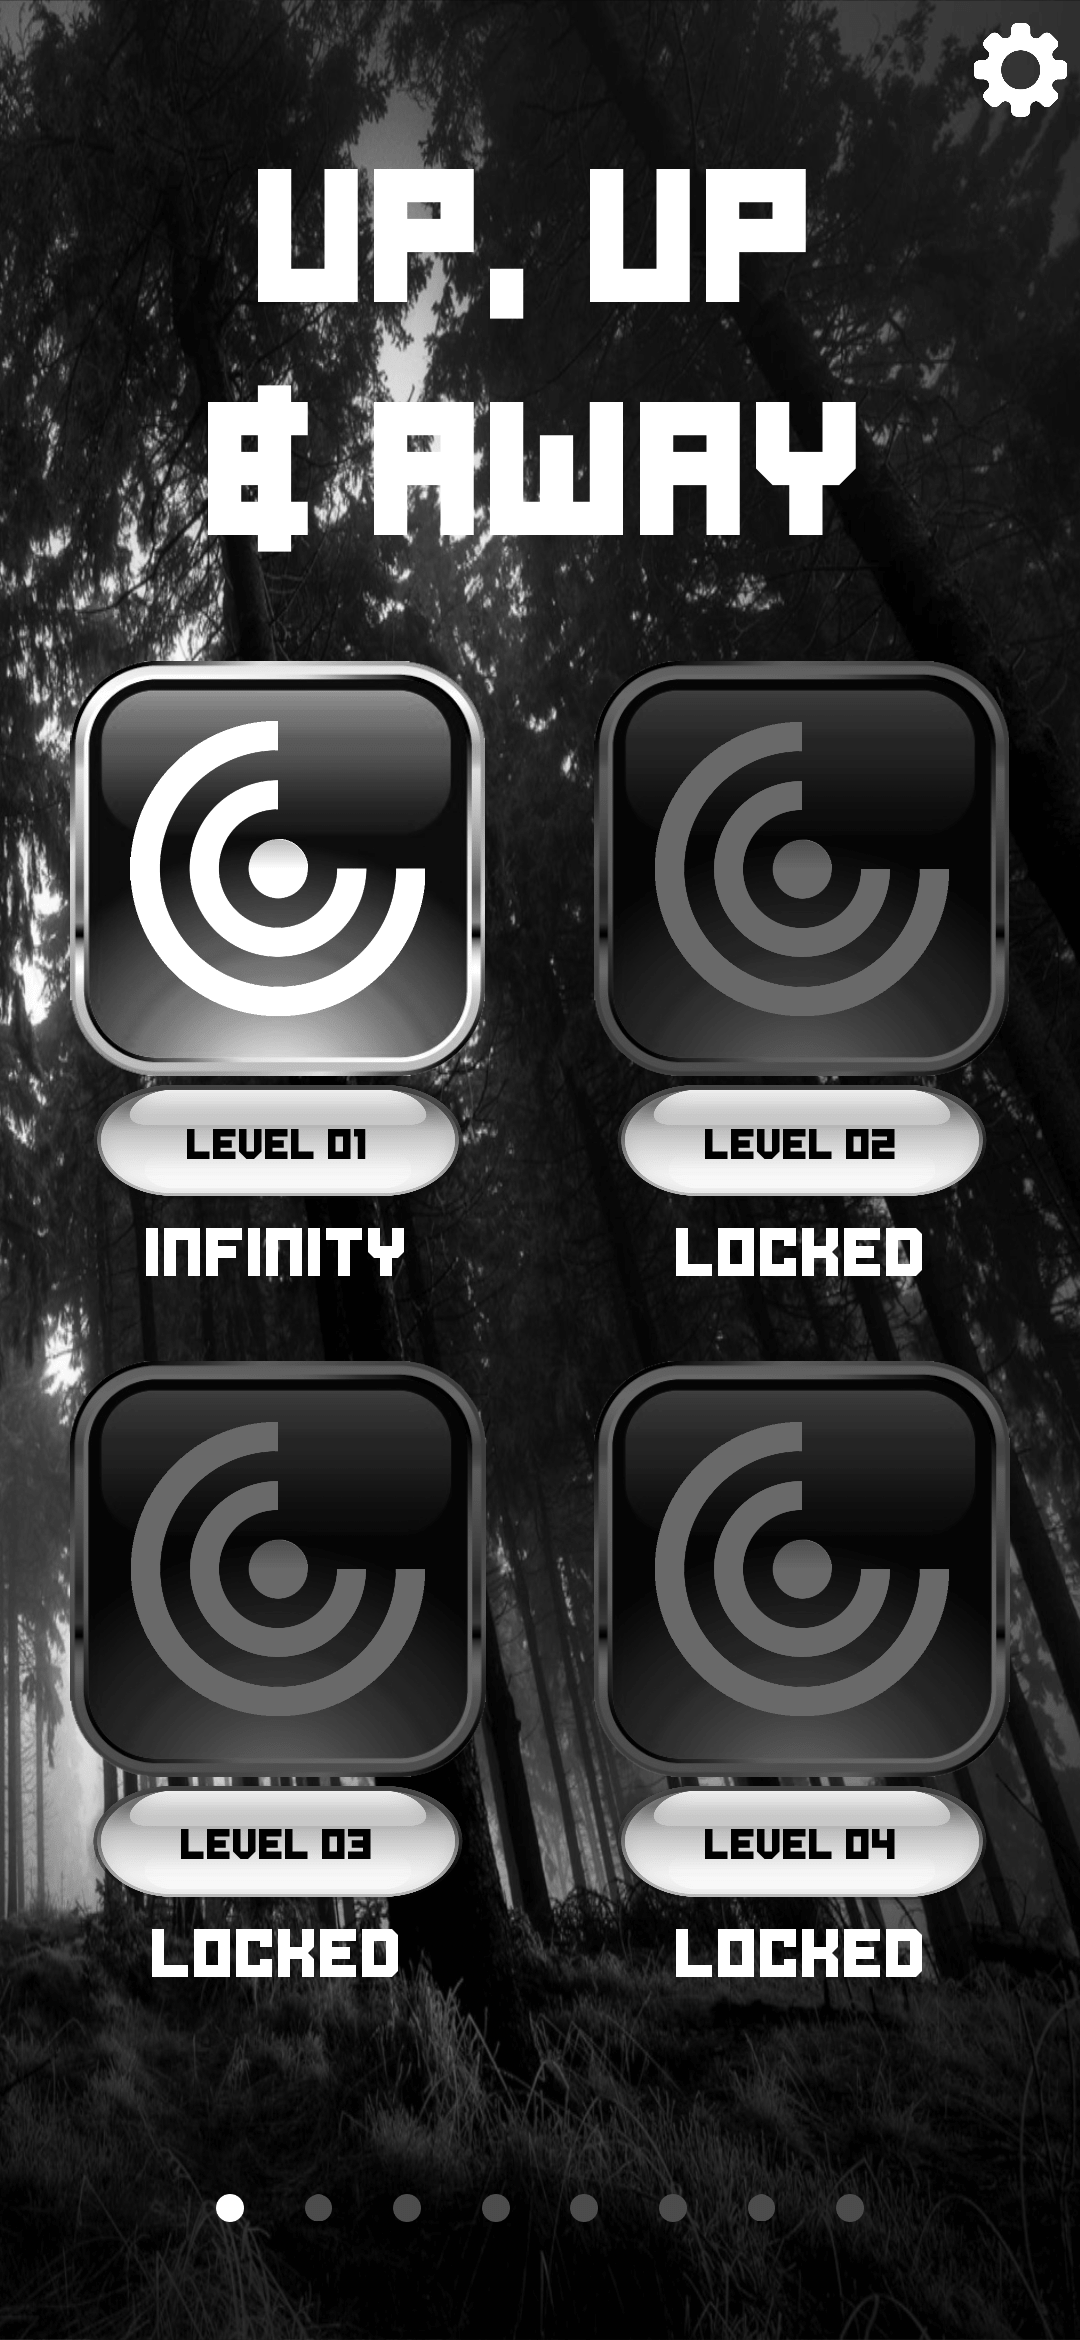 UP, UP
& AWAY
LEVEL 01
LEVEL 02
INFINITY
LOCKED
LEVEL 03
LEVEL 04
LOCKED
LOCKED